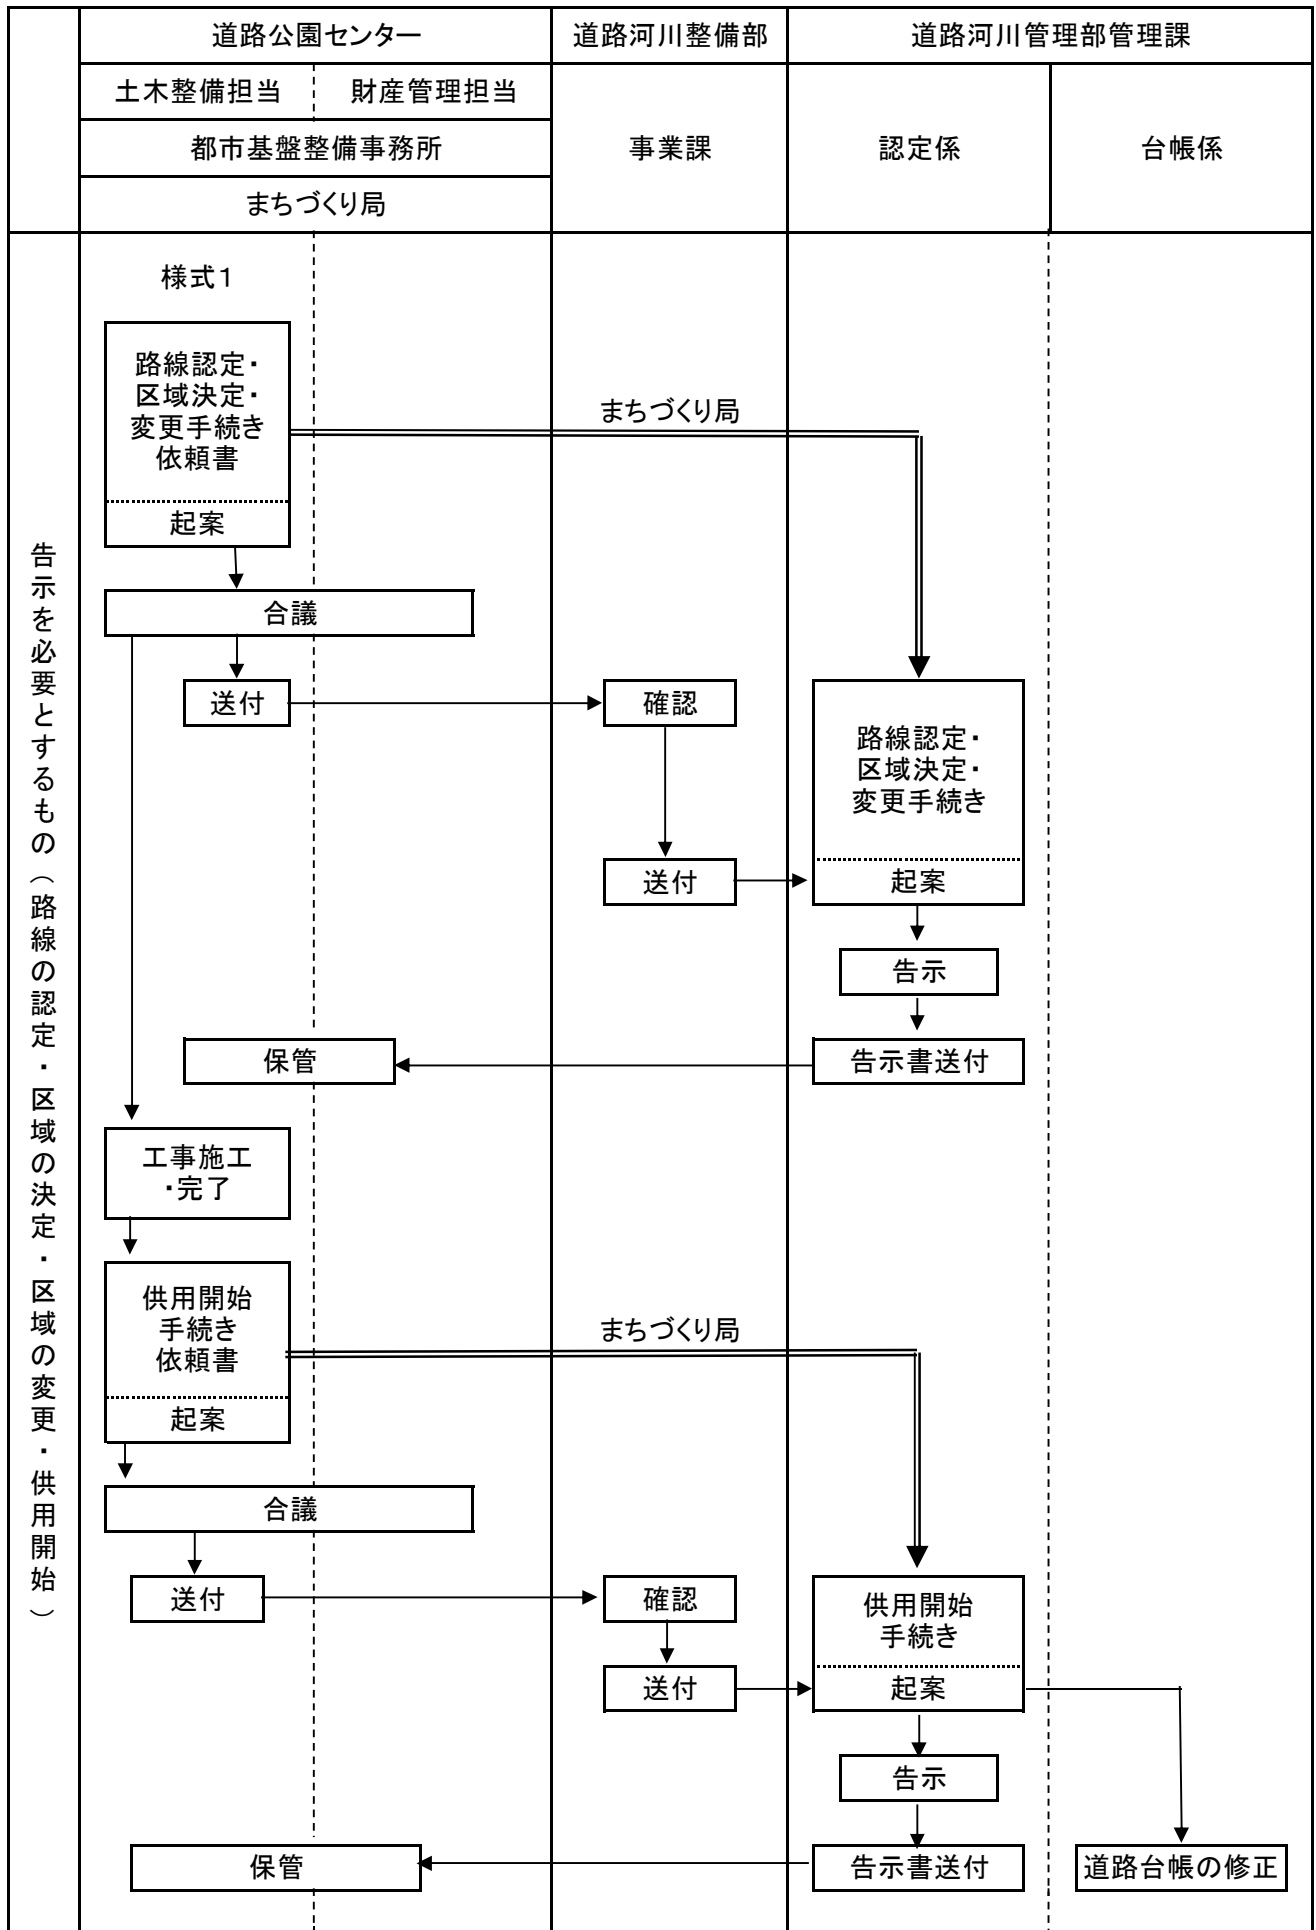 道路公園センター
道路河川整備部
道路河川管理部管理課
土木整備担当
財産管理担当
都市基盤整備事務所
まちづくり局
事業課
認定係
台帳係
告示を必要とするもの（路線の認定・区域の決定・区域の変更・供用開始）
様式1
路線認定・
区域決定・
変更手続き
依頼書
起案
まちづくり局
合議
送付
確認
路線認定・
区域決定・
変更手続き
送付
起案
告示
保管
告示書送付
工事施工
・完了
供用開始
手続き
依頼書
起案
まちづくり局
合議
送付
確認
供用開始
手続き
送付
起案
告示
保管
告示書送付
道路台帳の修正